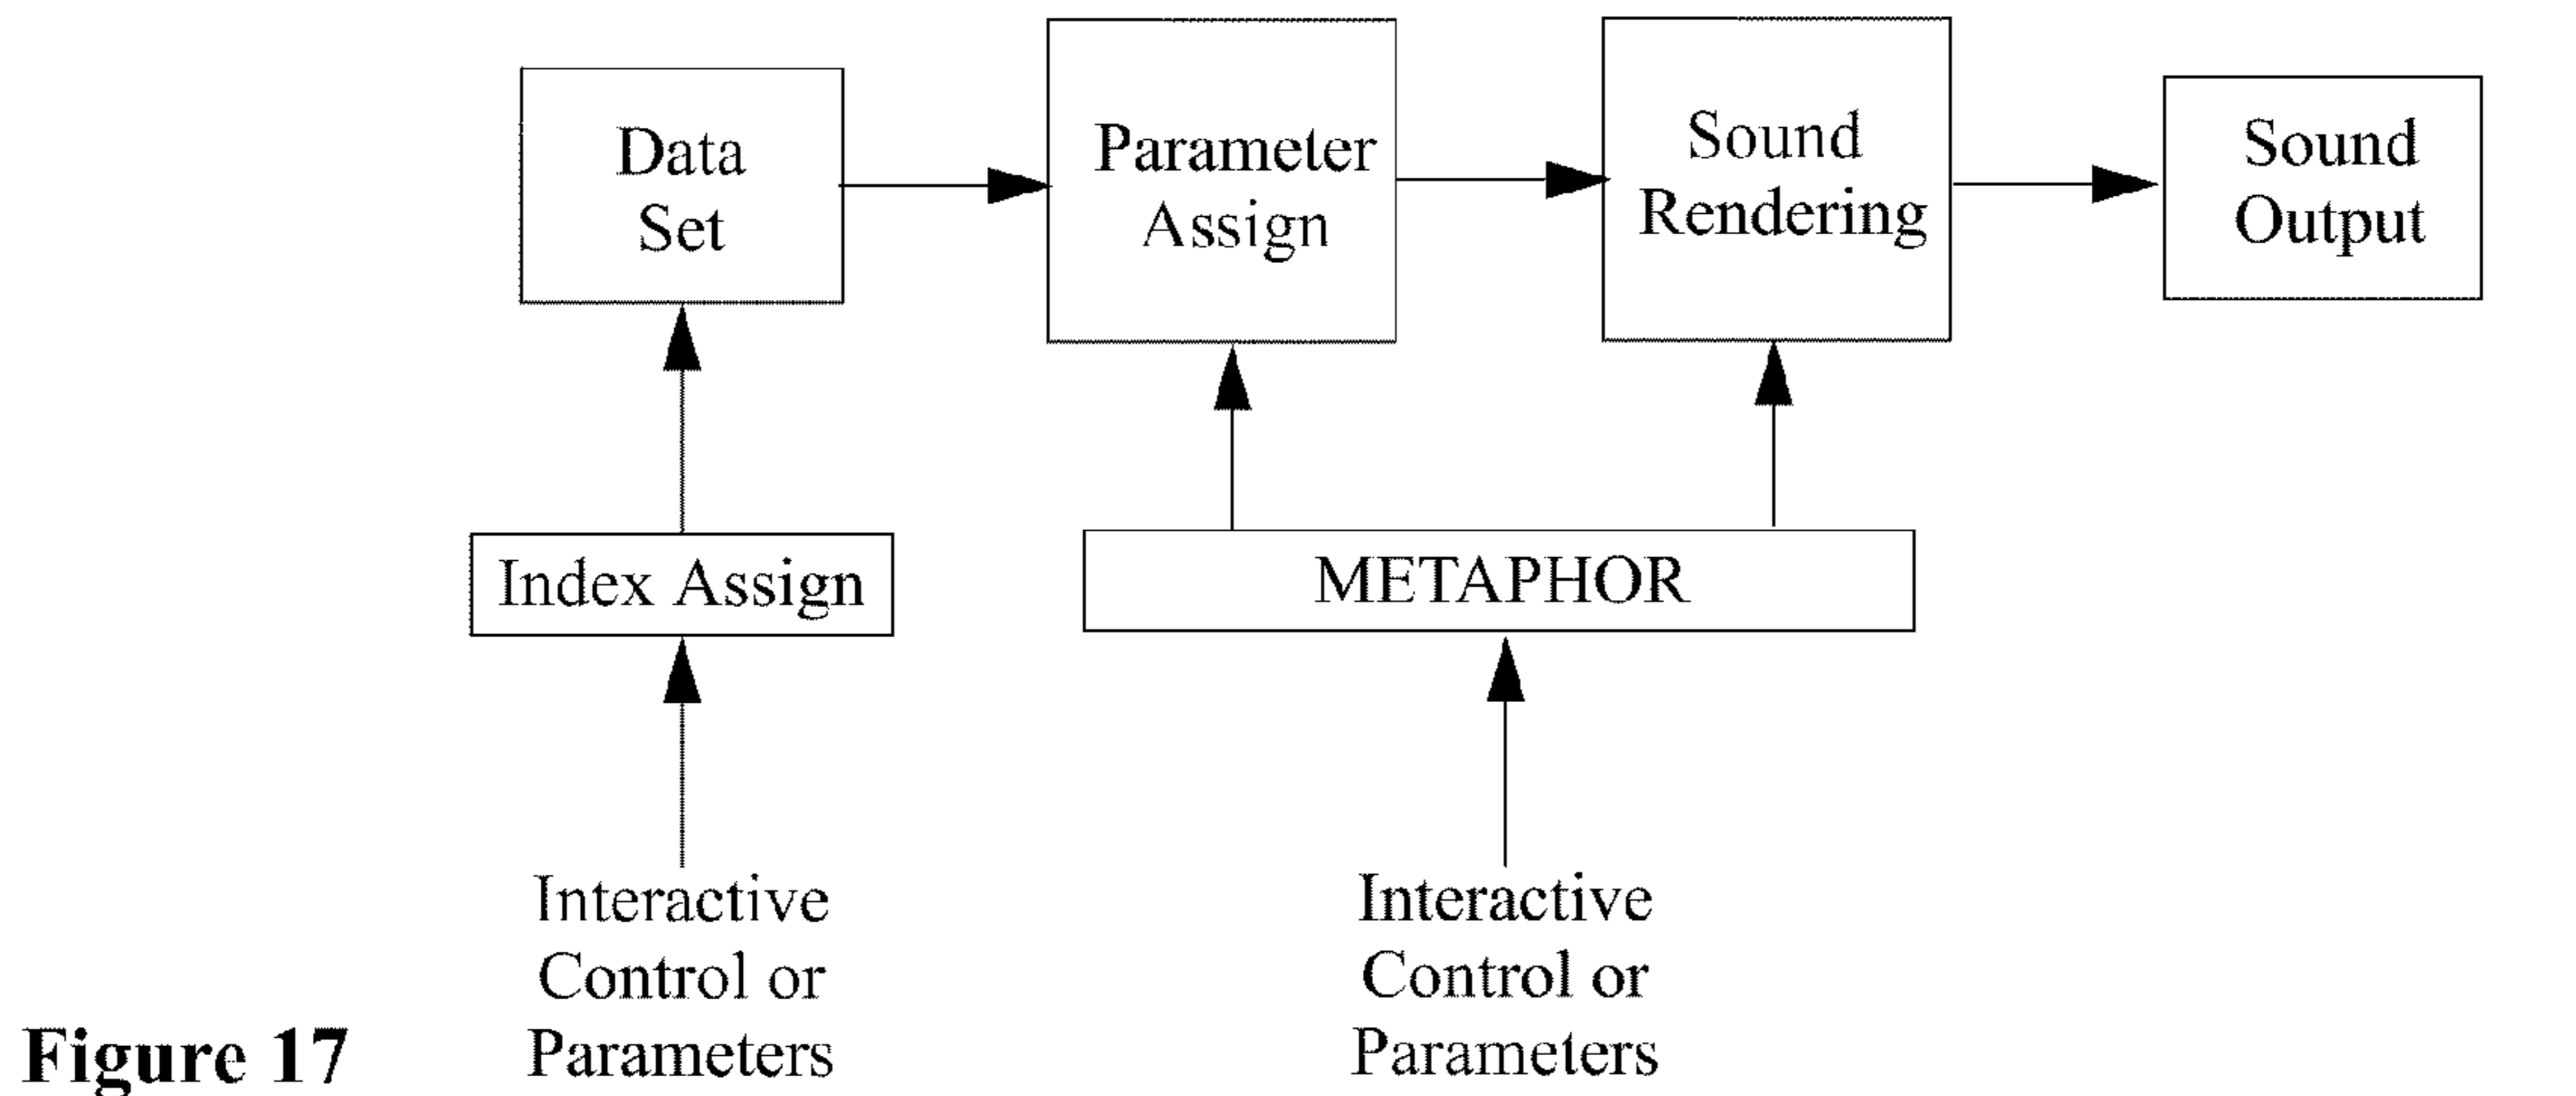 Data
Set
Parameter
Assign
Sound
Rendering
Sound
Output
Index Assign
METAPHOR
Interactive
Control or
Parameters
Interactive
Control or
Parameters
Figure 17